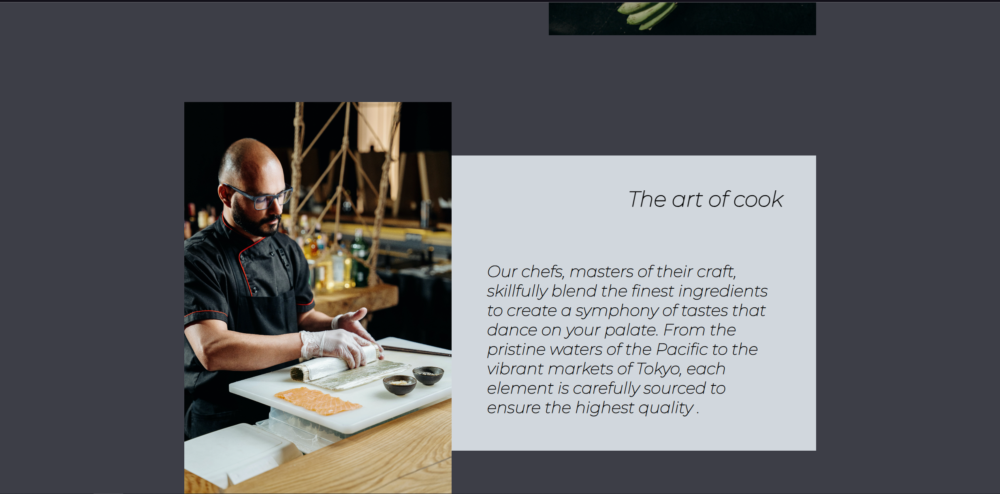 The art of cook
Our chefs, masters of their craft,
skillfully blend the finest ingredients
to create a symphony of tastes that
dance on your palate. From the
pristine waters of the Pacific to the
vibrant markets of Tokyo, each
element is carefully sourced to
ensure the highest quality .